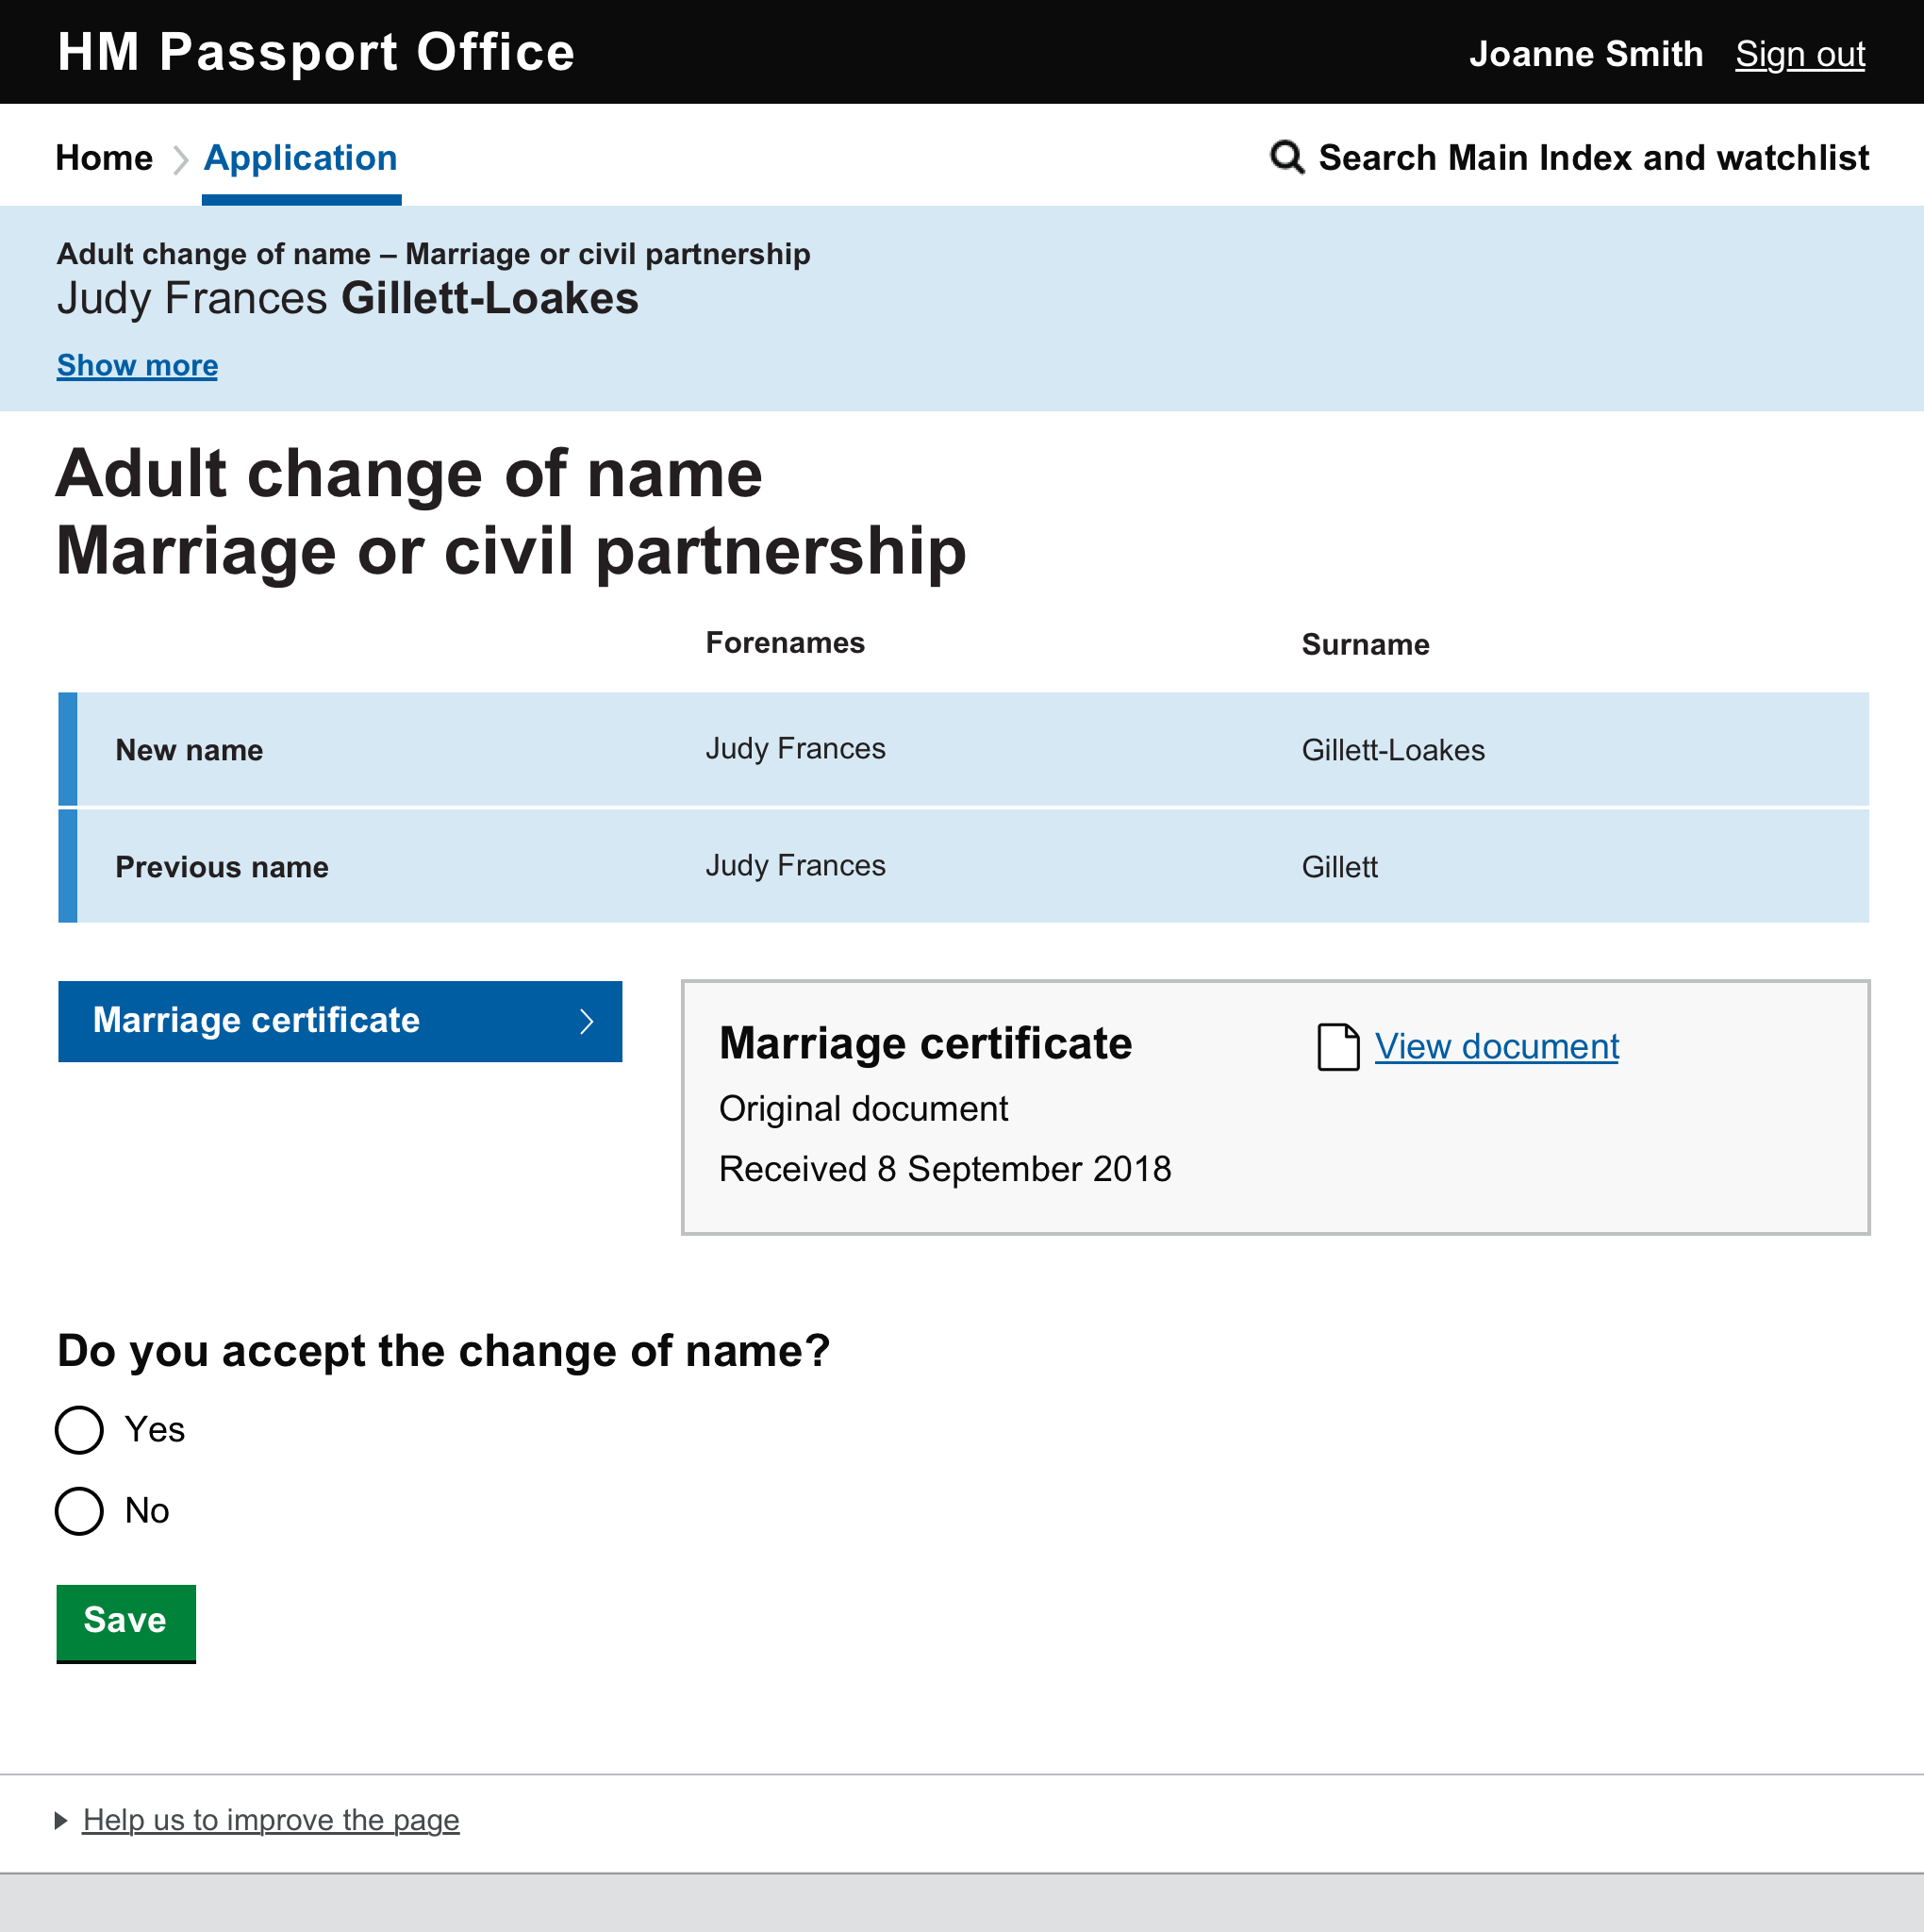 HM Passport Office
Joanne Smith Sign out
Home Application
Search Main Index and watchlist
Adult change of name – Marriage or civil partnership
Judy Frances Gillett-Loakes
Show more
Adult change of name
Marriage or civil partnership
Forenames Surname
New name Judy Frances Gillett-Loakes
Previous name Judy Frances Gillett
Marriage certificate
Marriage certificate View document
Original document
Received 8 September 2018
Do you accept the change of name?
Yes
No
Save
Help us to improve the page